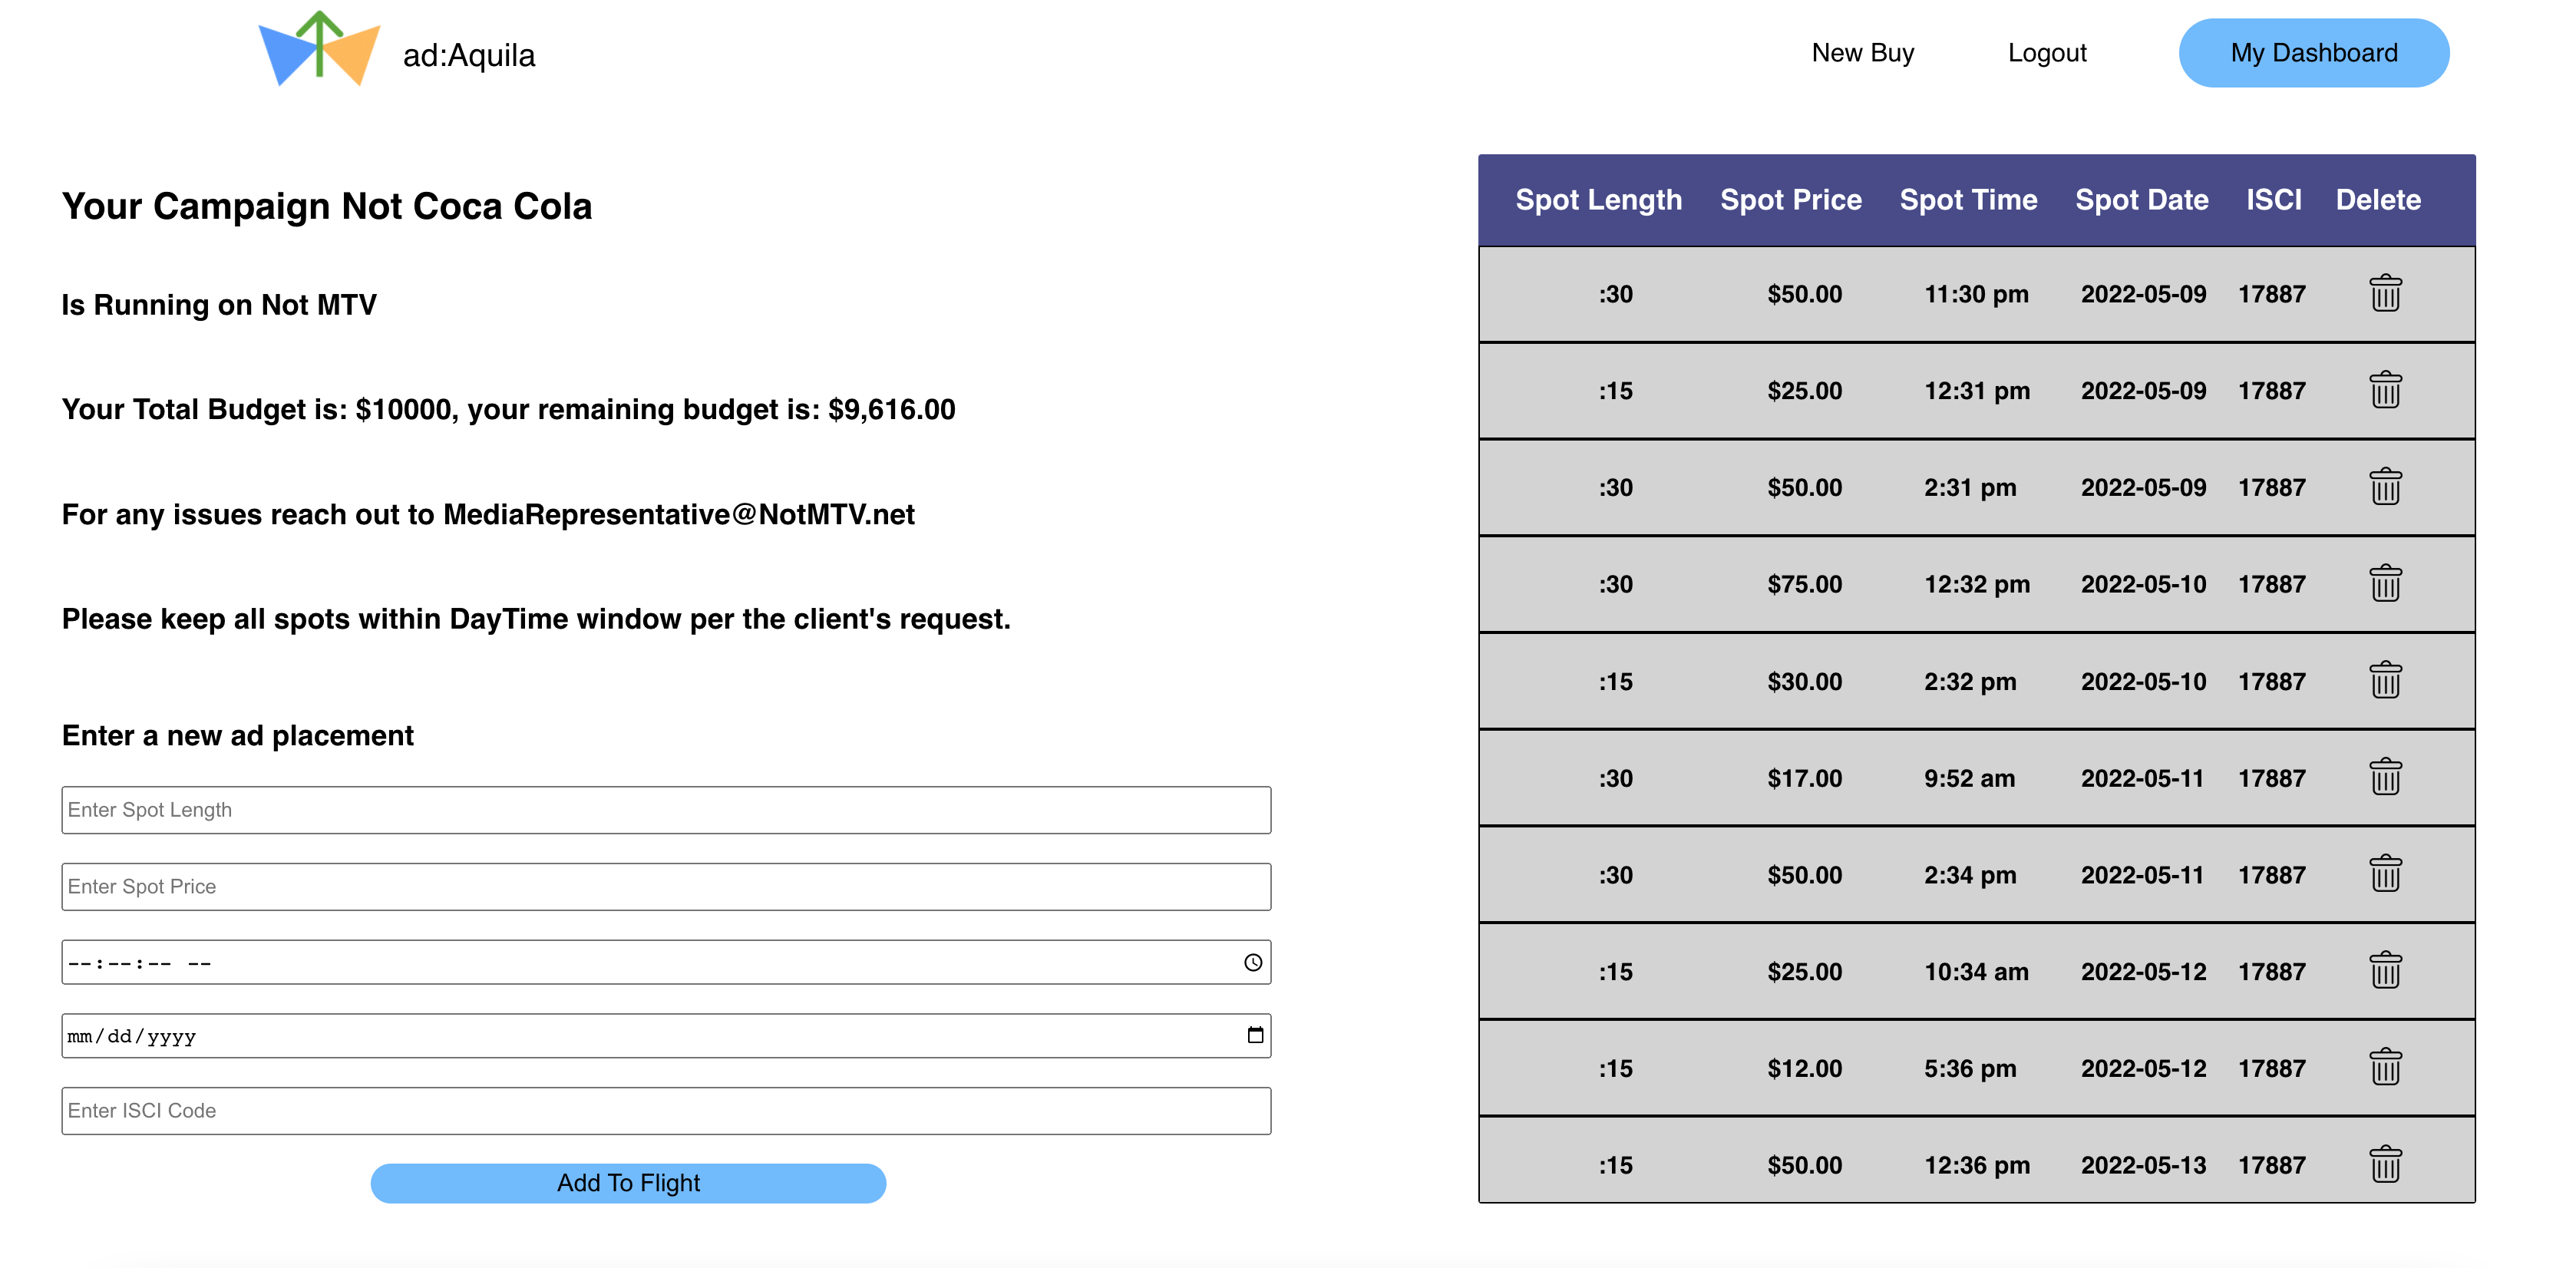 ad:Aquila
New Buy
Logout
My Dashboard
Your Campaign Not Coca Cola
Is Running on Not MTV
Your Total Budget is: $10000, your remaining budget is: $9,616.00
For any issues reach out to MediaRepresentative@NotMTV.net
Please keep all spots within DayTime window per the client's request.
Enter a new ad placement
Enter Spot Length
Enter Spot Price
--:--:-- --
mm/dd/yyyy
Enter ISCI Code
Add To Flight
Spot Length Spot Price Spot Time Spot Date ISCI Delete
:30 $50.00 11:30 pm 2022-05-09 17887
:15 $25.00 12:31 pm 2022-05-09 17887
:30 $50.00 2:31 pm 2022-05-09 17887
:30 $75.00 12:32 pm 2022-05-10 17887
:15 $30.00 2:32 pm 2022-05-10 17887
:30 $17.00 9:52 am 2022-05-11 17887
:30 $50.00 2:34 pm 2022-05-11 17887
:15 $25.00 10:34 am 2022-05-12 17887
:15 $12.00 5:36 pm 2022-05-12 17887
:15 $50.00 12:36 pm 2022-05-13 17887